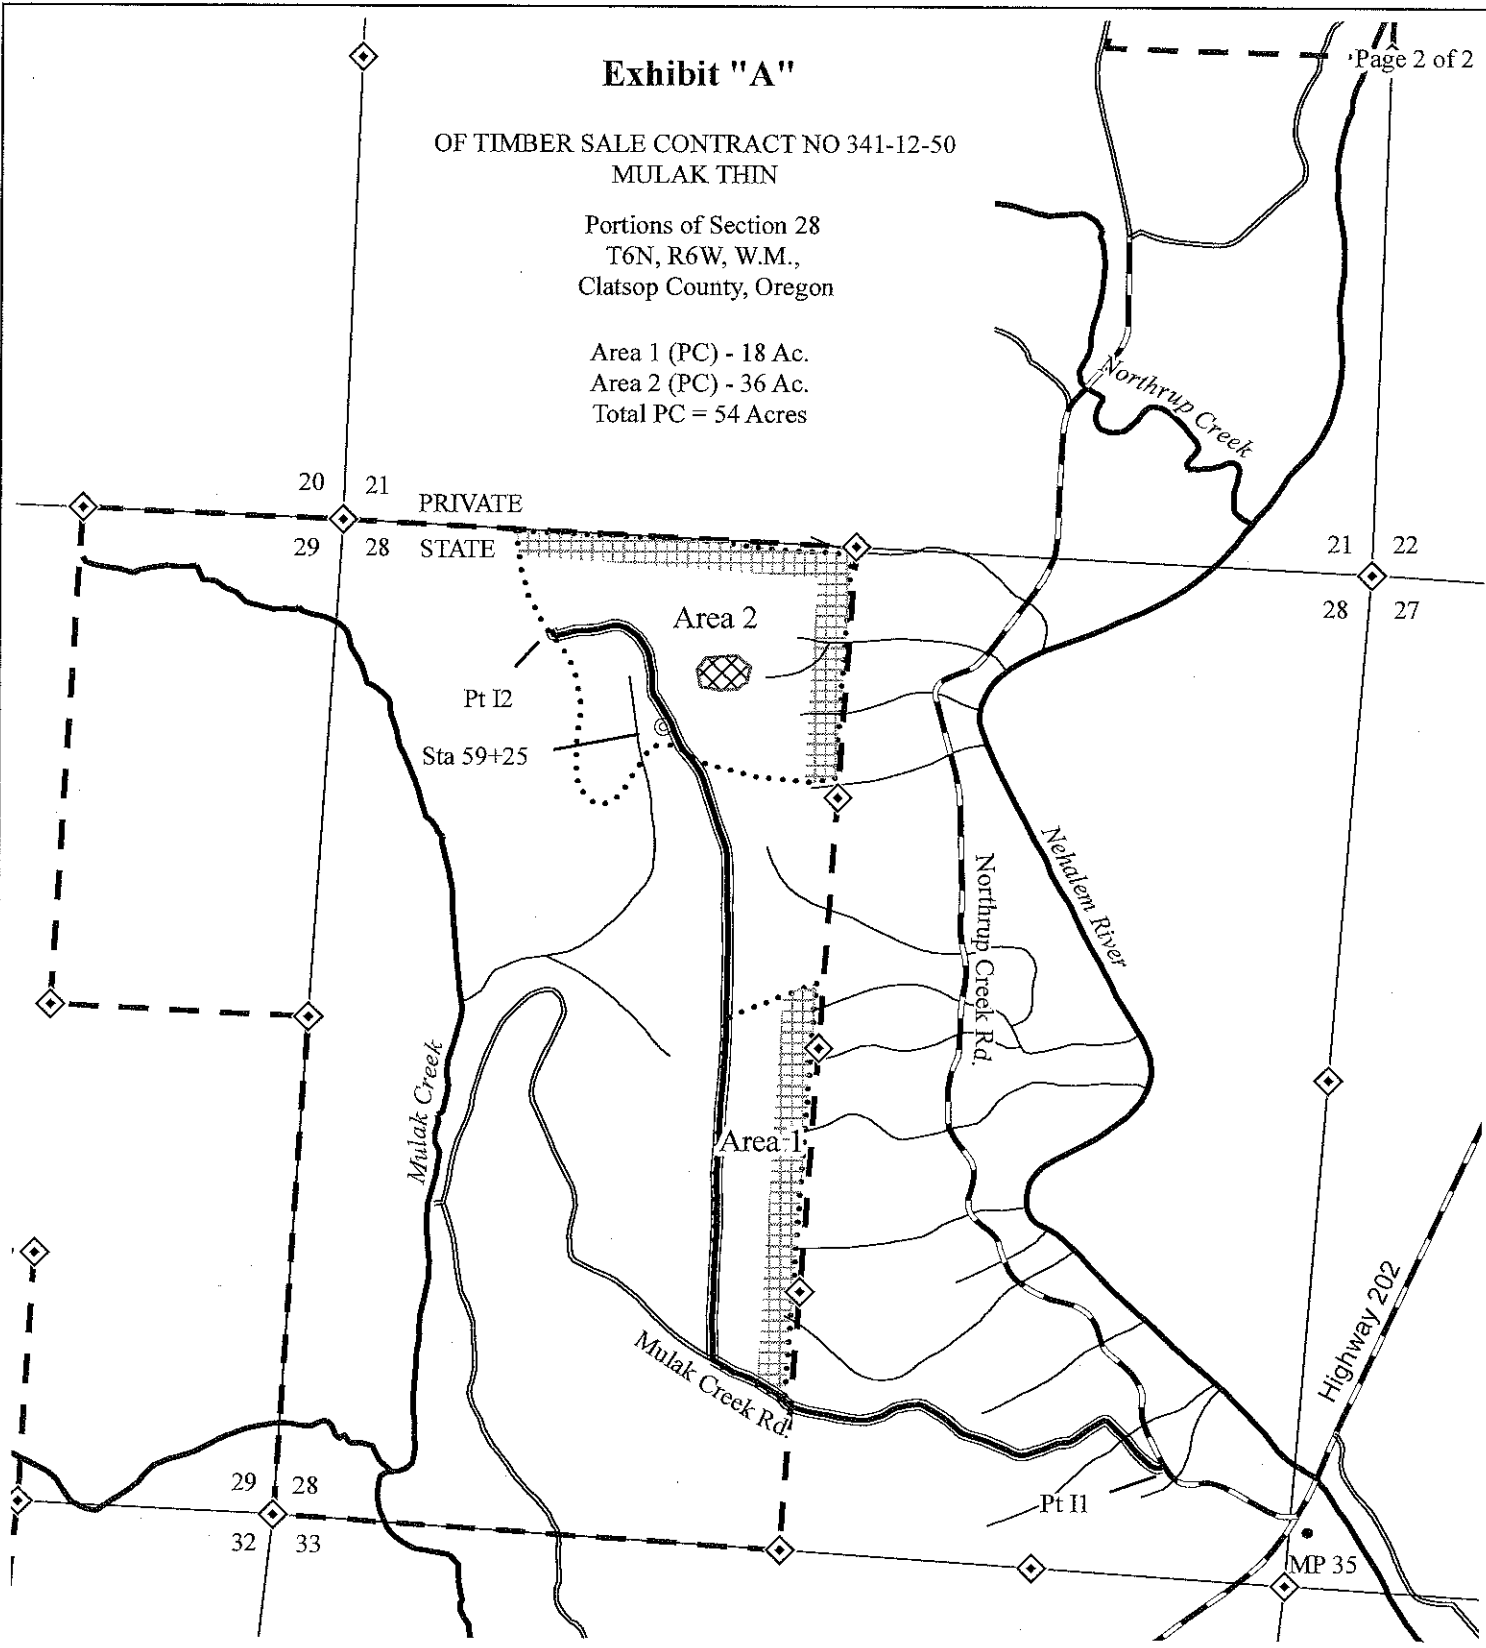 Page 2 of 2
Exhibit "A"
OF TIMBER SALE CONTRACT NO 341-12-50
MULAK THIN
Portions of Section 28
T6N, R6W, W.M.,
Clatsop County, Oregon
Area 1 (PC) - 18 Ac.
Area 2 (PC) - 36 Ac.
Total PC = 54 Acres
Northrup Creek
20 21
PRIVATE
29 28
STATE
21 22
28 27
Area 2
Pt I2
Sta 59+25
Nehalem River
Northrup Creek Rd.
Mulak Creek
Area 1
Highway 202
Mulak Creek Rd.
29 28
32 33
Pt I1
MP 35